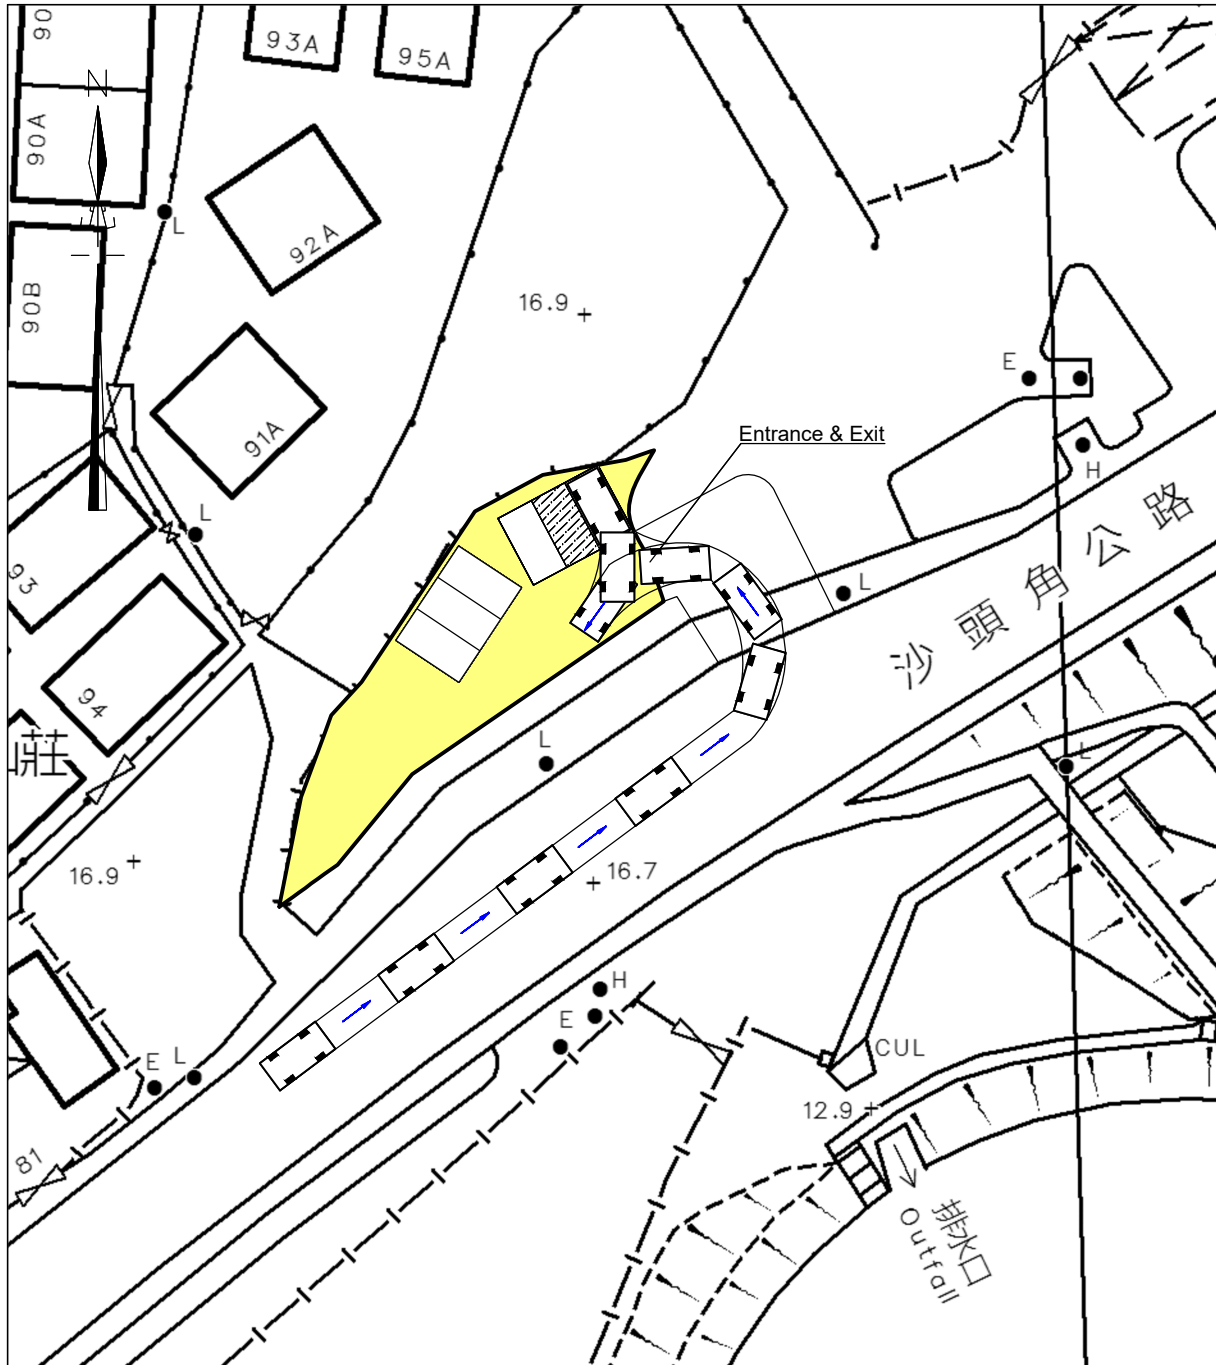 90
93A
95A
N
90A
L
92A
90B
16.9
E
91A
Entrance & Exit
H
L
93
L
沙頭角公路
94
L
L
16.9
16.7
H
E
E L
CUL
12.9
81
排水口
Outfall